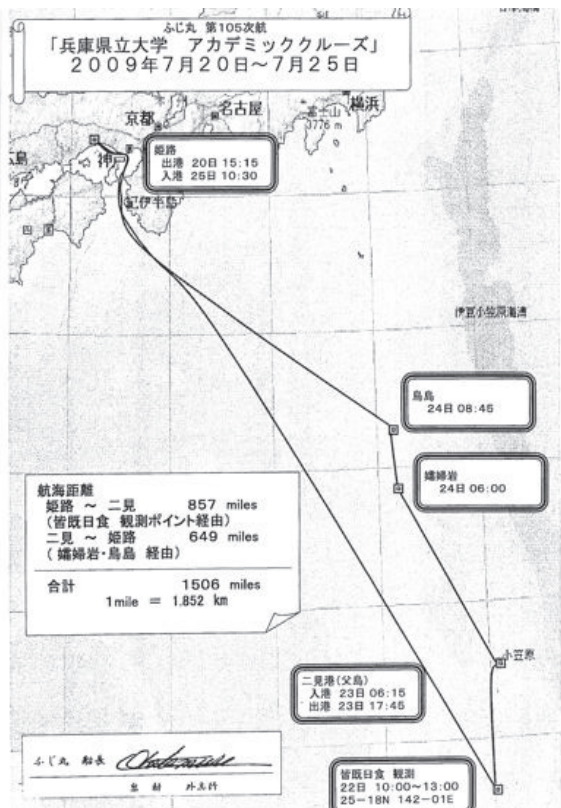 ふじ丸 第105次航
「兵庫県立大学 アカデミッククルーズ」
2009年7月20日～7月25日
京都
名古屋
富士山
3776 m
横浜
広島
神
姫路
出港 20日 15:15
入港 25日 10:30
紀伊半島
四 国
伊豆小笠原海溝
鳥島
24日 08:45
孀婦岩
24日 06:00
航海距離
姫路 ～ 二見 857 miles
(皆既日食 観測ポイント経由)
二見 ～ 姫路 649 miles
( 孀婦岩・鳥島 経由)
合計 1506 miles
1mile ＝ 1.852 km
小笠原
二見港(父島)
入港 23日 06:15
出港 23日 17:45
ふじ丸 船長
皆既日食 観測
22日 10:00～13:00
25-18N 142-01E